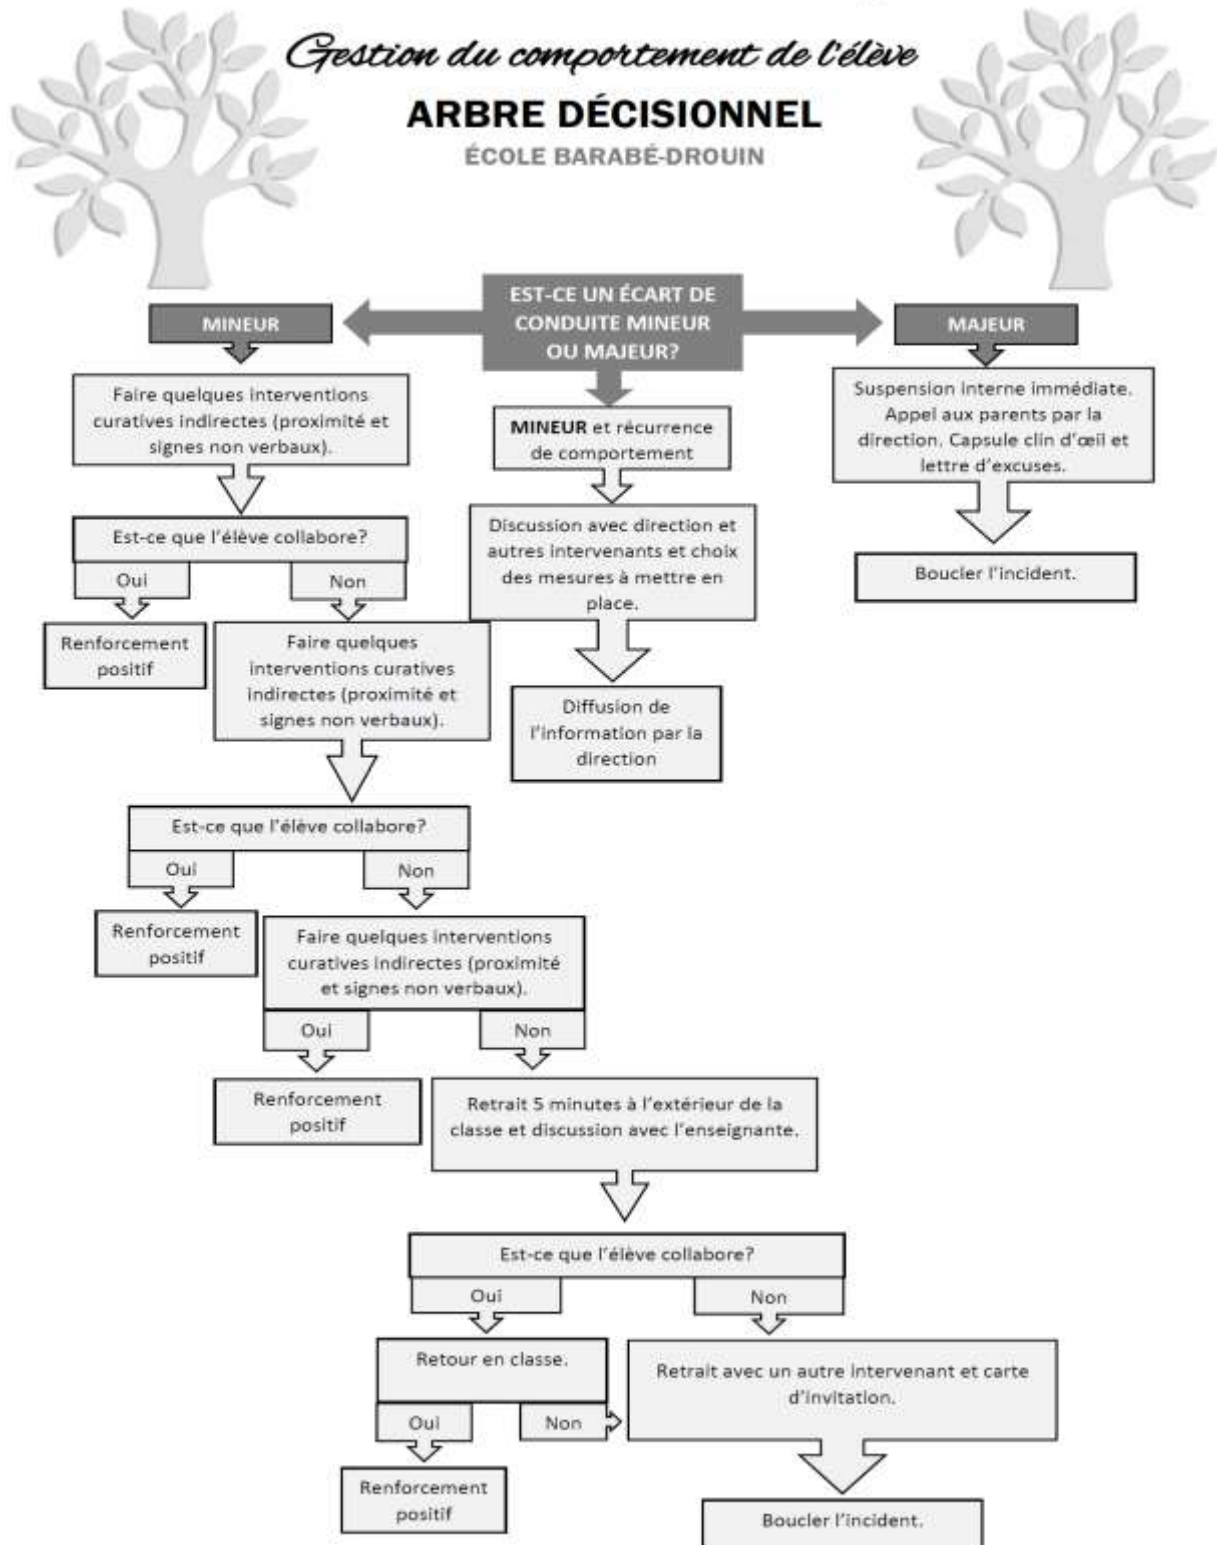 Gestion du comportement de l'élève
ARBRE DÉCISIONNEL
ÉCOLE BARABÉ-DROUIN
EST-CE UN ÉCART DE
CONDUITE MINEUR
OU MAJEUR?
MINEUR
Faire quelques interventions
curatives indirectes (proximité et
signes non verbaux).
Est-ce que l'élève collabore?
Oui
Non
Renforcement
positif
Faire quelques
interventions curatives
indirectes (proximité et
signes non verbaux).
Est-ce que l'élève collabore?
Oui
Non
Renforcement
positif
Faire quelques interventions
curatives indirectes (proximité
et signes non verbaux).
Oui
Non
Renforcement
positif
Retrait 5 minutes à l'extérieur de la
classe et discussion avec l'enseignante.
Est-ce que l'élève collabore?
Oui
Non
Retour en classe.
Oui
Non
Renforcement
positif
Retrait avec un autre intervenant et carte
d'invitation.
Boucler l'incident.
MINEUR et récurrence
de comportement
Discussion avec direction et
autres intervenants et choix
des mesures à mettre en
place.
Diffusion de
l'information par la
direction
MAJEUR
Suspension interne immédiate.
Appel aux parents par la
direction. Capsule clin d'œil et
lettre d'excuses.
Boucler l'incident.